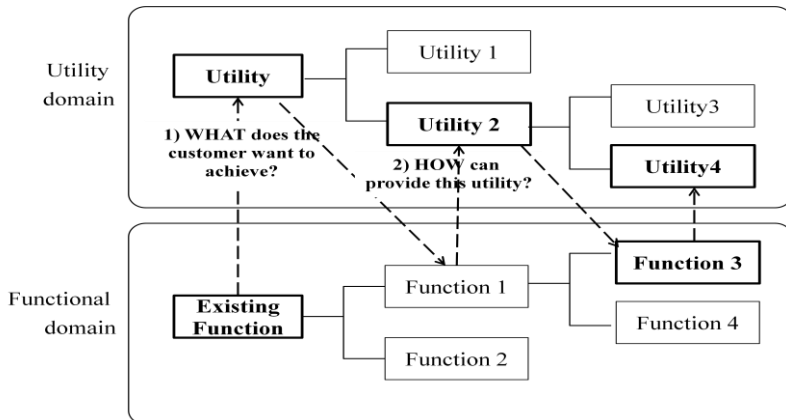 Utility
domain
Utility
Utility 1
Utility 2
Utility3
Utility4
1) WHAT does the
customer want to
achieve?
2) HOW can
provide this utility?
Functional
domain
Existing
Function
Function 1
Function 2
Function 3
Function 4